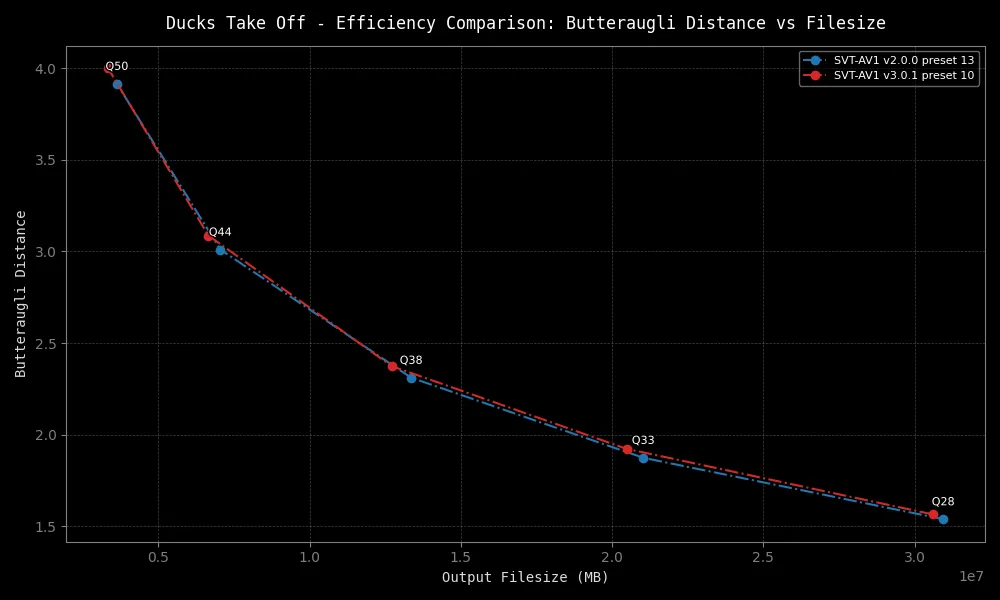 Ducks Take Off - Efficiency Comparison: Butteraugli Distance vs Filesize
SVT-AV1 v2.0.0 preset 13
SVT-AV1 v3.0.1 preset 10
4.0
3.5
3.0
2.5
2.0
1.5
Butteraugli Distance
Q50
Q44
Q38
Q33
Q28
0.5
1.0
1.5
2.0
2.5
3.0
1e7
Output Filesize (MB)